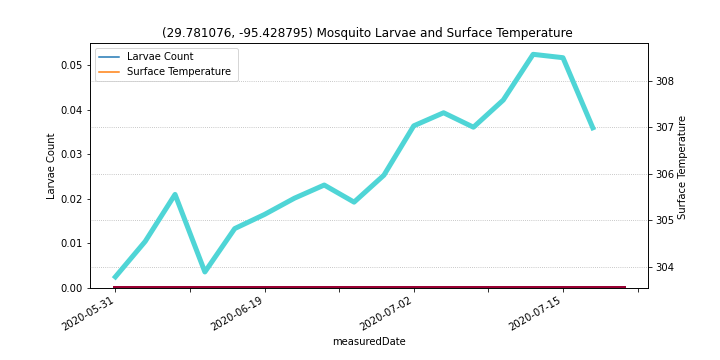 (29.781076, -95.428795) Mosquito Larvae and Surface Temperature
Larvae Count
Surface Temperature
0.05
0.04
0.03
0.02
0.01
0.00
Larvae Count
308
307
306
305
304
Surface Temperature
2020-05-31
2020-06-19
2020-07-02
2020-07-15
measuredDate